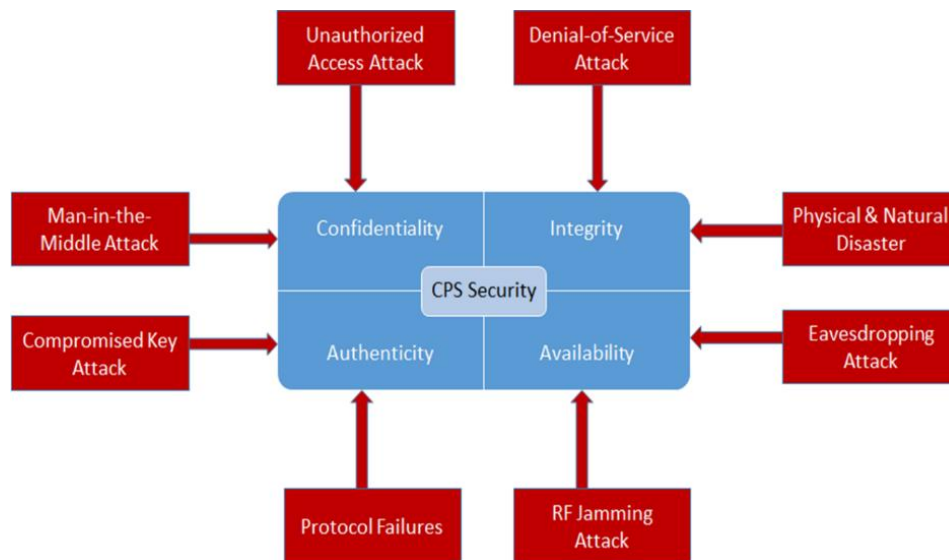 Unauthorized
Access Attack
Denial-of-Service
Attack
Man-in-the-
Middle Attack
Confidentiality
Integrity
Physical & Natural
Disaster
CPS Security
Compromised Key
Attack
Authenticity
Availability
Eavesdropping
Attack
Protocol Failures
RF Jamming
Attack